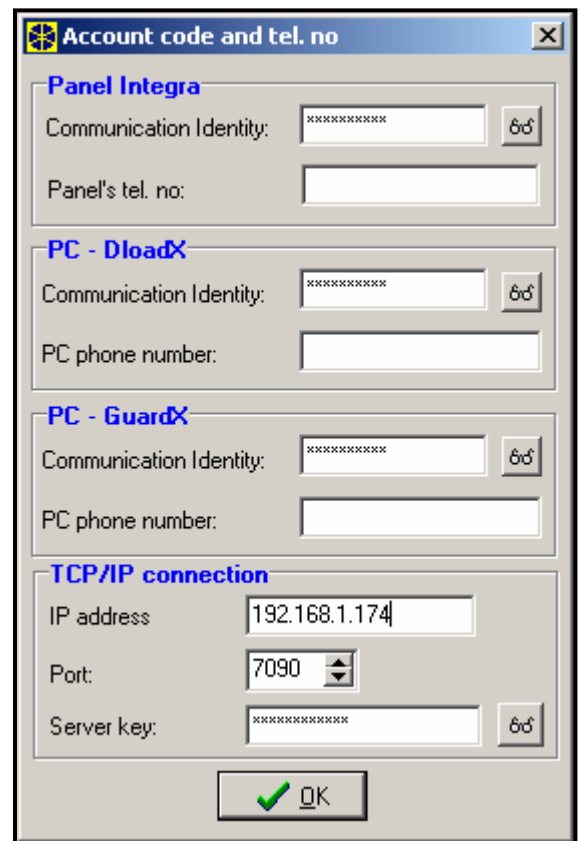 Account code and tel. no
Panel Integra
Communication Identity: **********
Panel's tel. no:
PC - DloadX
Communication Identity: **********
PC phone number:
PC - GuardX
Communication Identity: **********
PC phone number:
TCP/IP connection
IP address 192.168.1.174
Port: 7090
Server key: ************
OK